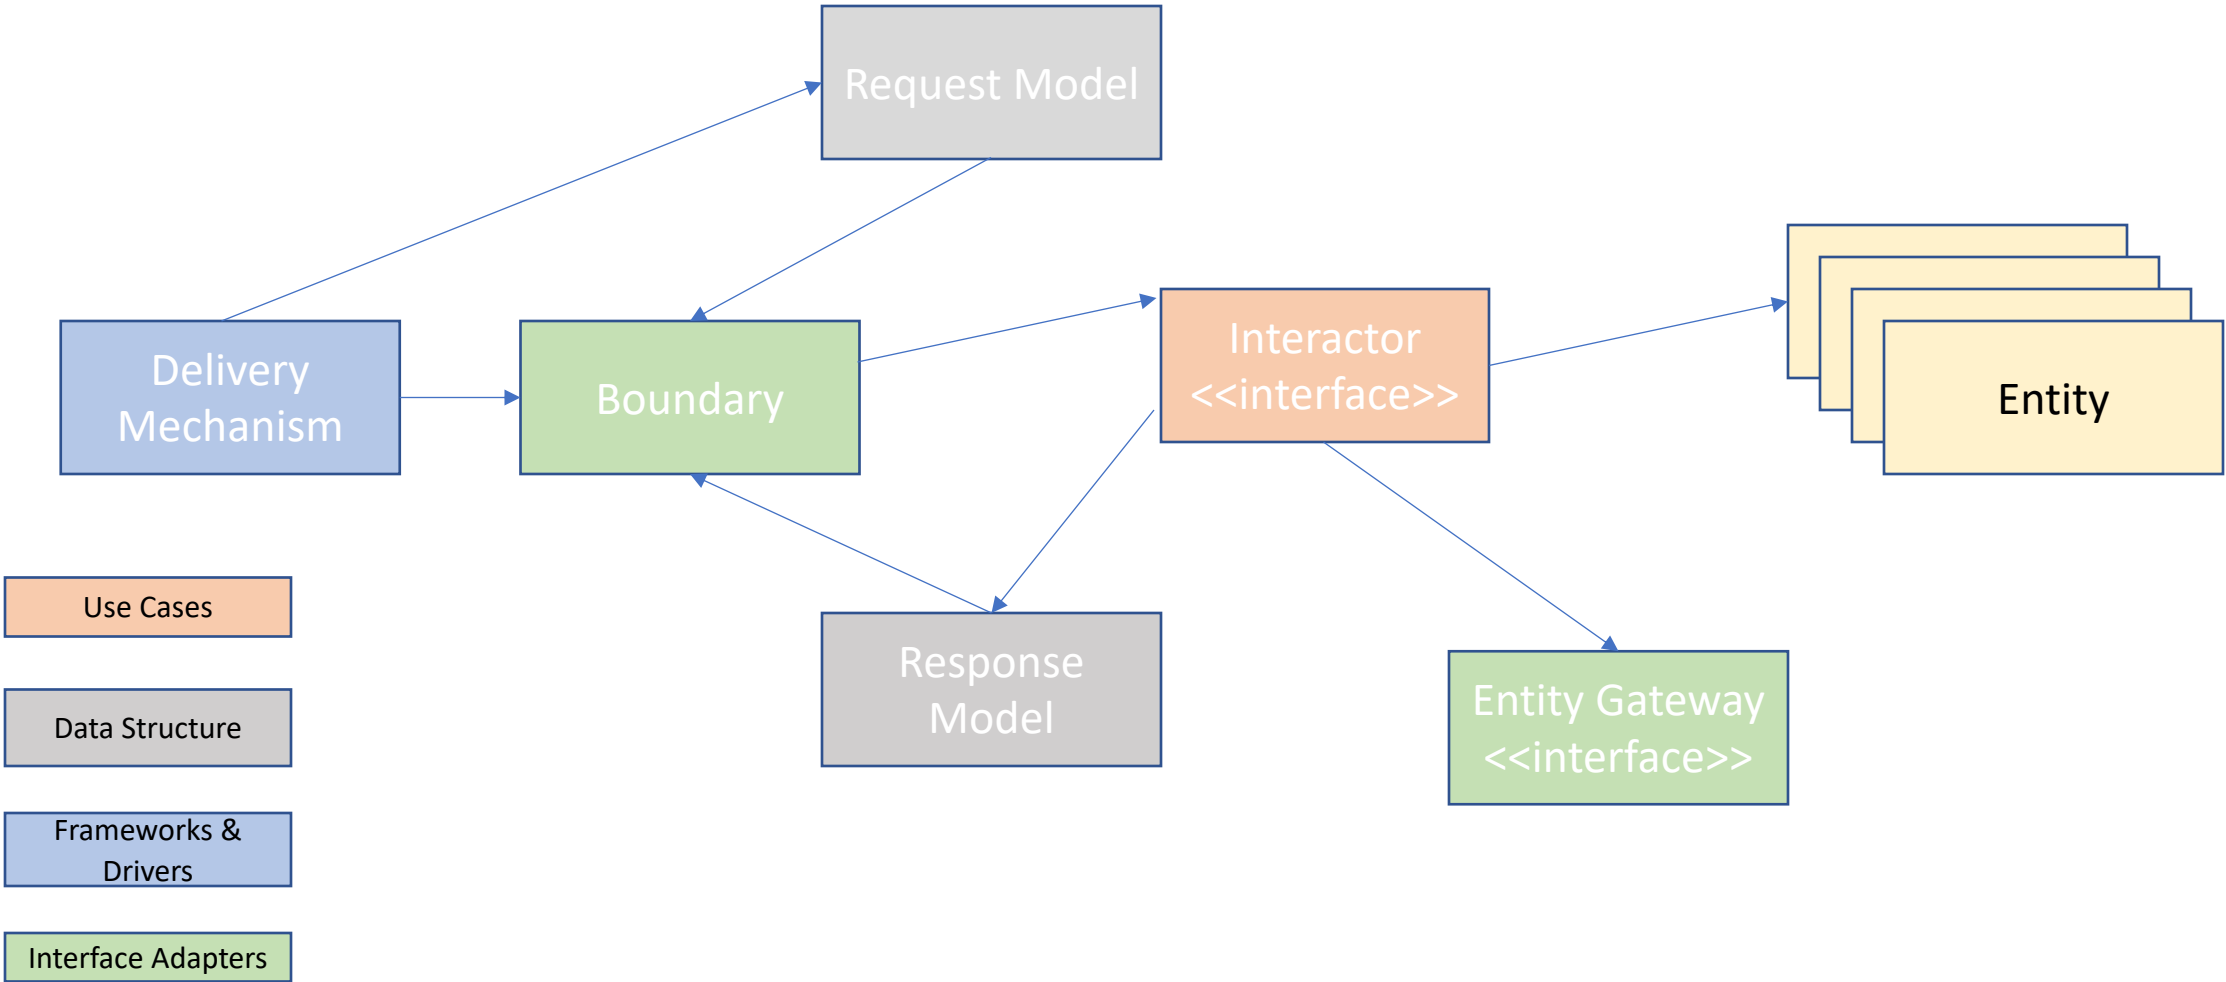 Request Model
Delivery
Mechanism
Boundary
Interactor
<<interface>>
Entity
Response
Model
Entity Gateway
<<interface>>
Use Cases
Data Structure
Frameworks &
Drivers
Interface Adapters